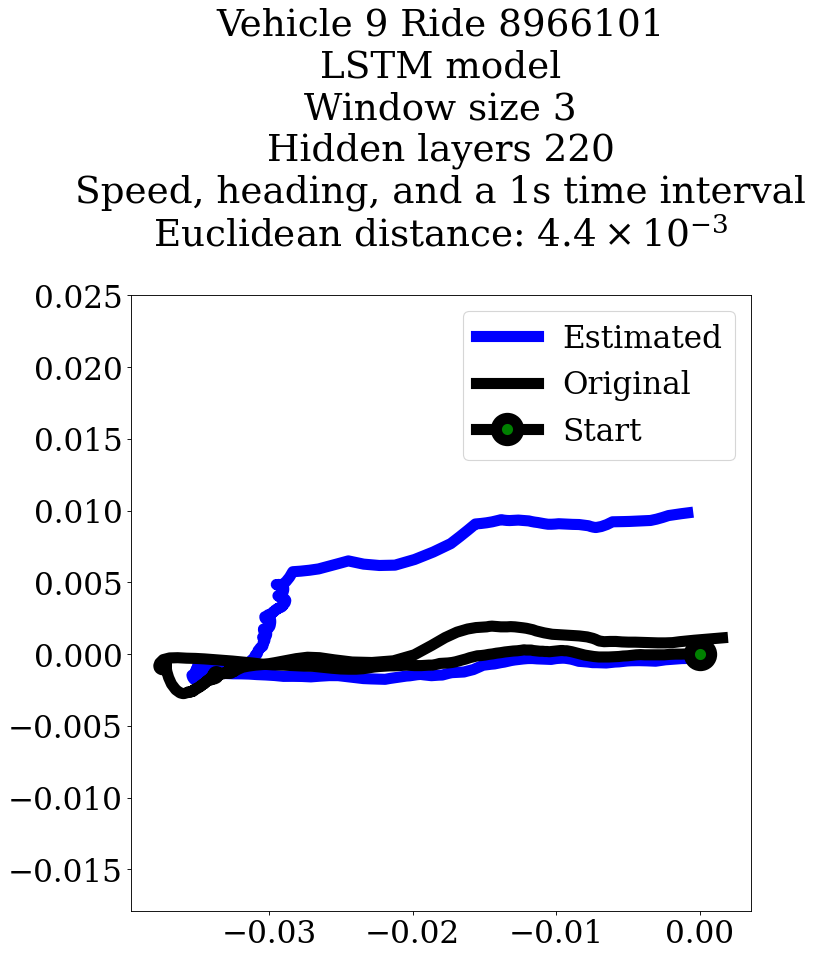 Vehicle 9 Ride 8966101
LSTM model
Window size 3
Hidden layers 220
Speed, heading, and a 1s time interval
Euclidean distance: 4.4 × 10⁻³
Estimated
Original
Start
0.025
0.020
0.015
0.010
0.005
0.000
−0.005
−0.010
−0.015
−0.03 −0.02 −0.01 0.00